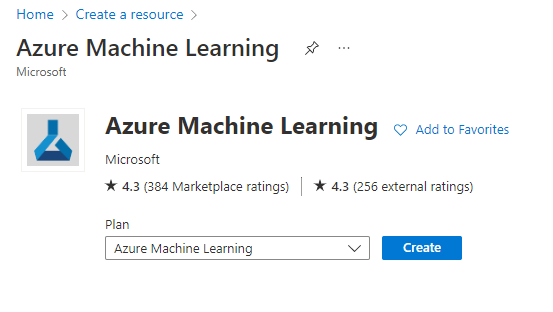 Home > Create a resource >
Azure Machine Learning ...
Microsoft
Azure Machine Learning Add to Favorites
Microsoft
★ 4.3 (384 Marketplace ratings) | ★ 4.3 (256 external ratings)
Plan
Azure Machine Learning Create